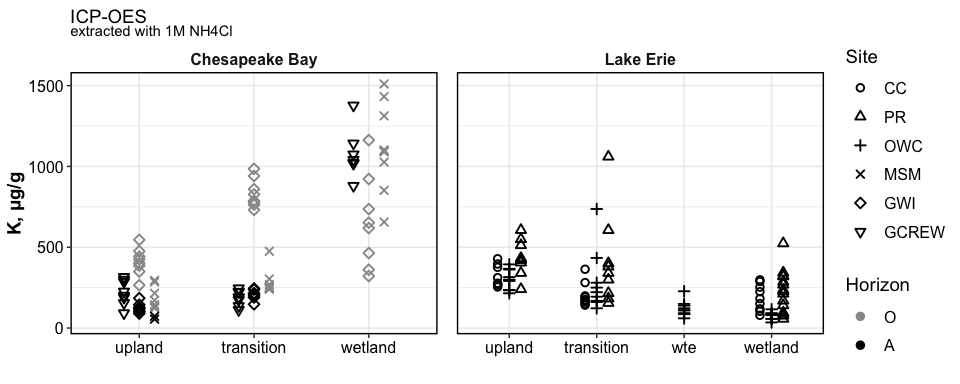 ICP-OES
extracted with 1M NH4Cl
Chesapeake Bay
Lake Erie
K, µg/g
1500
1000
500
0
upland
transition
wetland
upland
transition
wte
wetland
Site
CC
PR
OWC
MSM
GWI
GCREW
Horizon
O
A